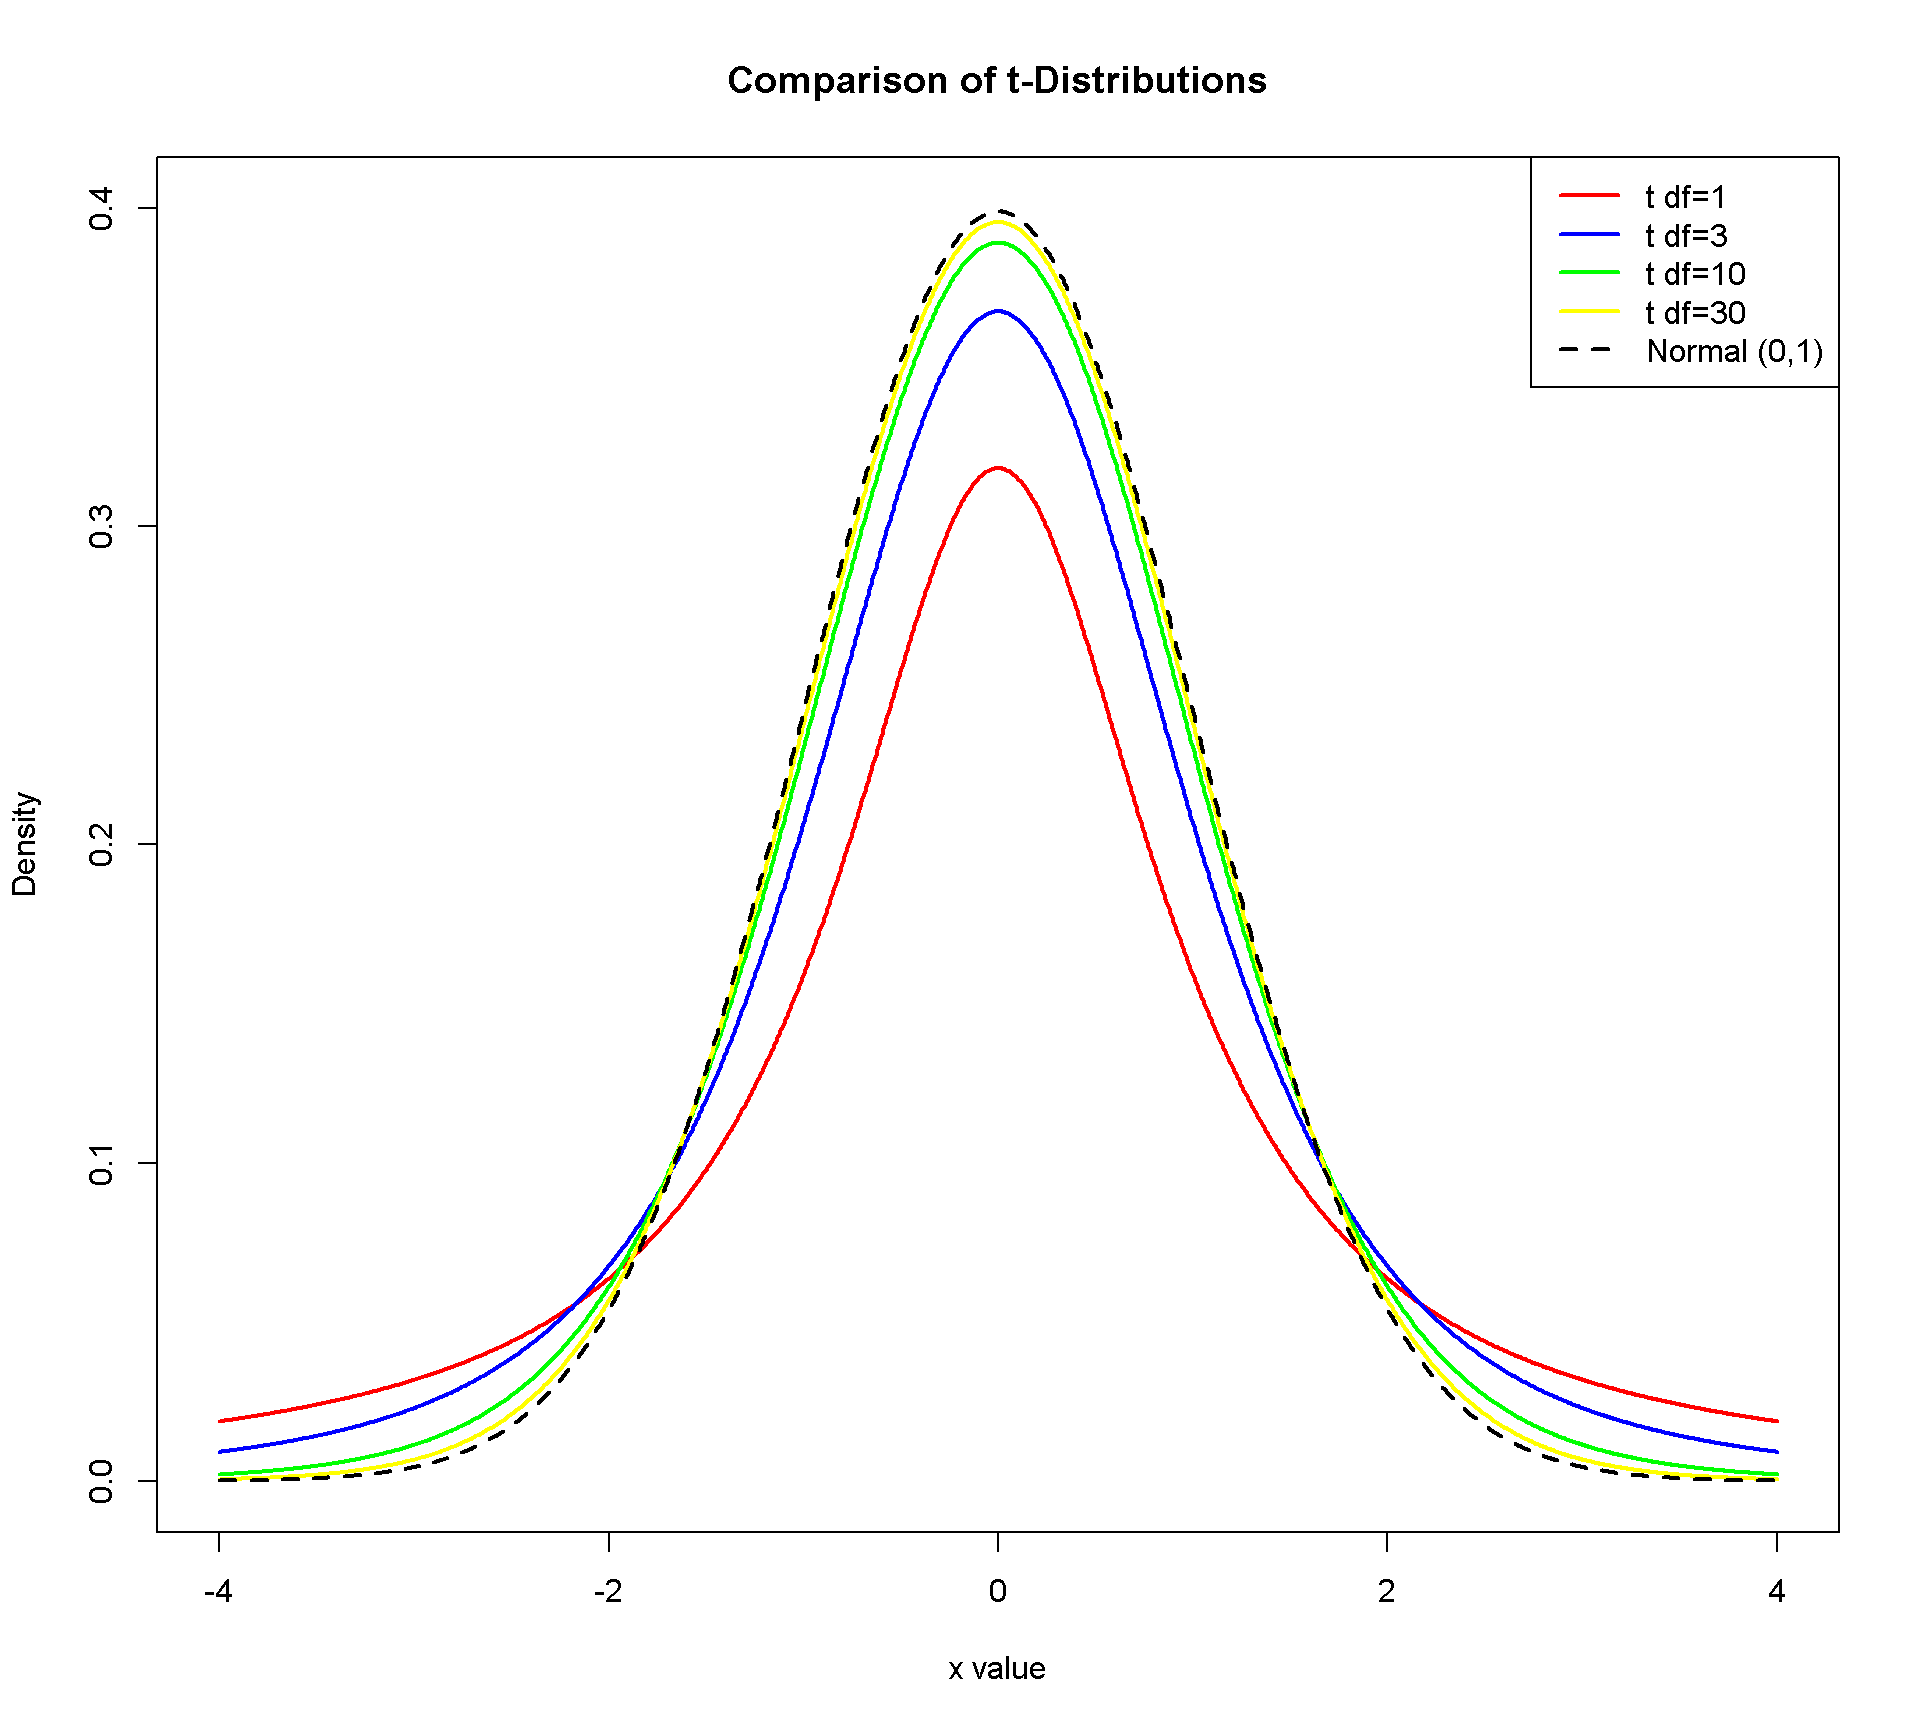 Comparison of t-Distributions
t df=1
t df=3
t df=10
t df=30
Normal (0,1)
Density
0.4
0.3
0.2
0.1
0.0
-4
-2
0
2
4
x value